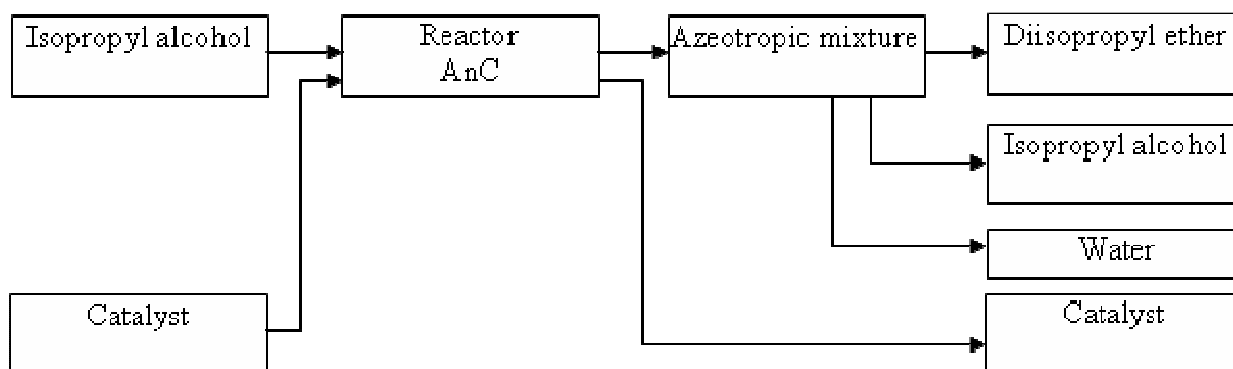 Isopropyl alcohol
Reactor
AnC
Azeotropic mixture
Diisopropyl ether
Isopropyl alcohol
Water
Catalyst
Catalyst